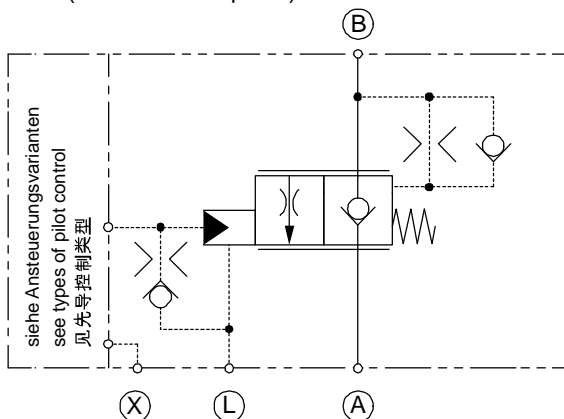 B
siehe Ansteuerungsvarianten
see types of pilot control
见先导控制类型
X
L
A